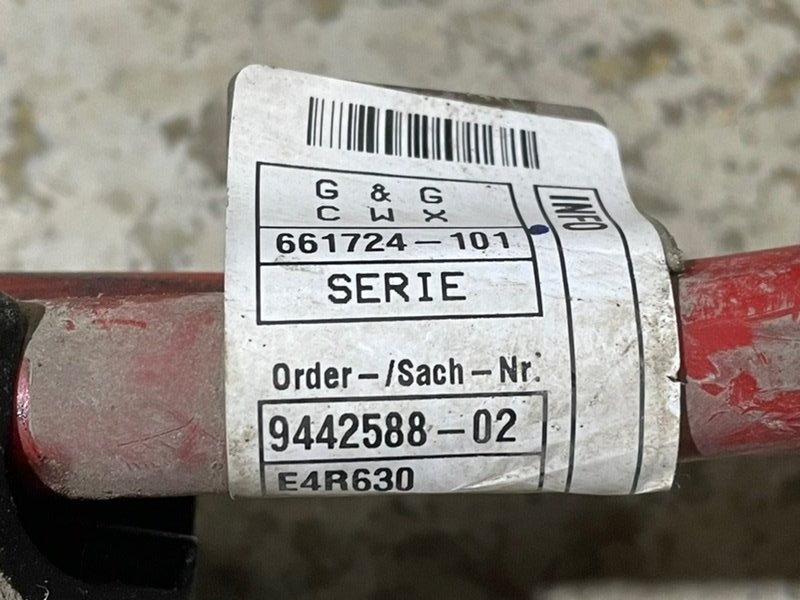 G & G
C W X
661724-101
SERIE
INFO
Order-/Sach-Nr.
9442588-02
E4R630